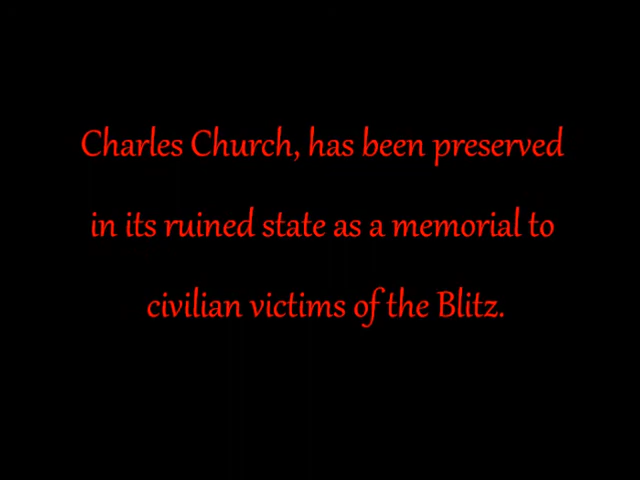 Charles Church, has been preserved
in its ruined state as a memorial to
civilian victims of the Blitz.